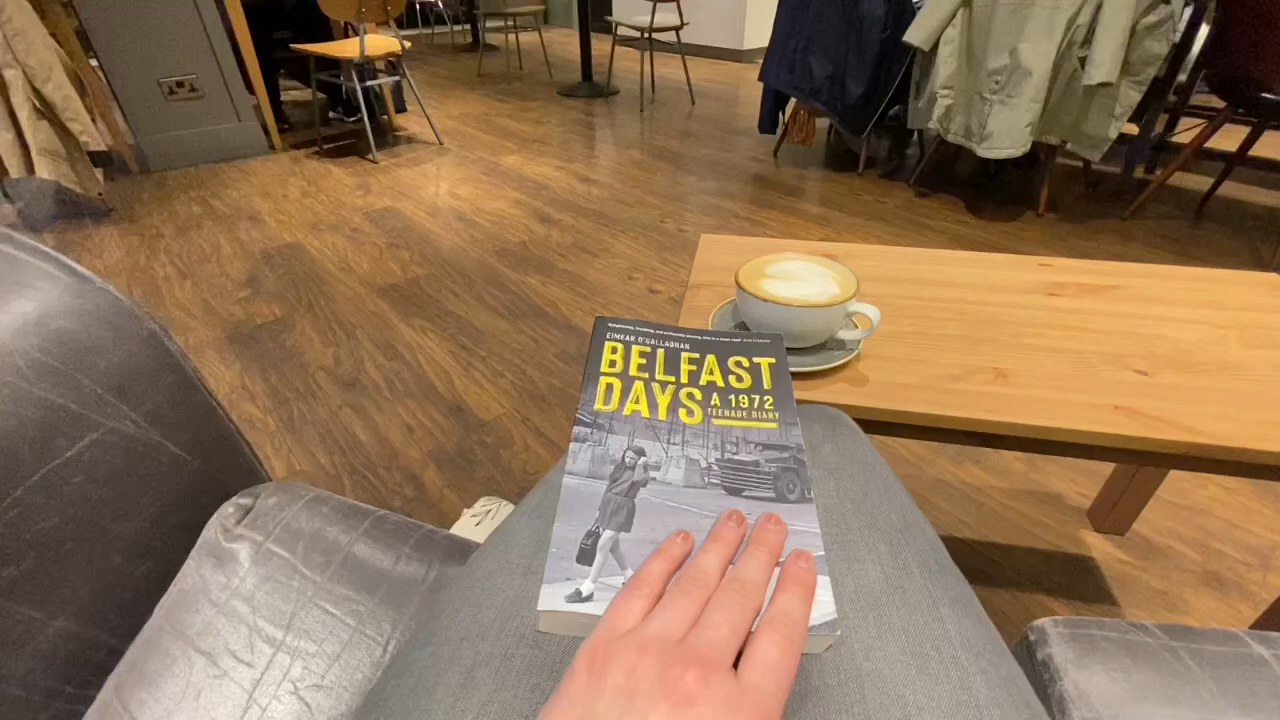 EIMEAR O'CALLAGHAN
BELFAST
DAYS
A 1972
TEENAGE DIARY